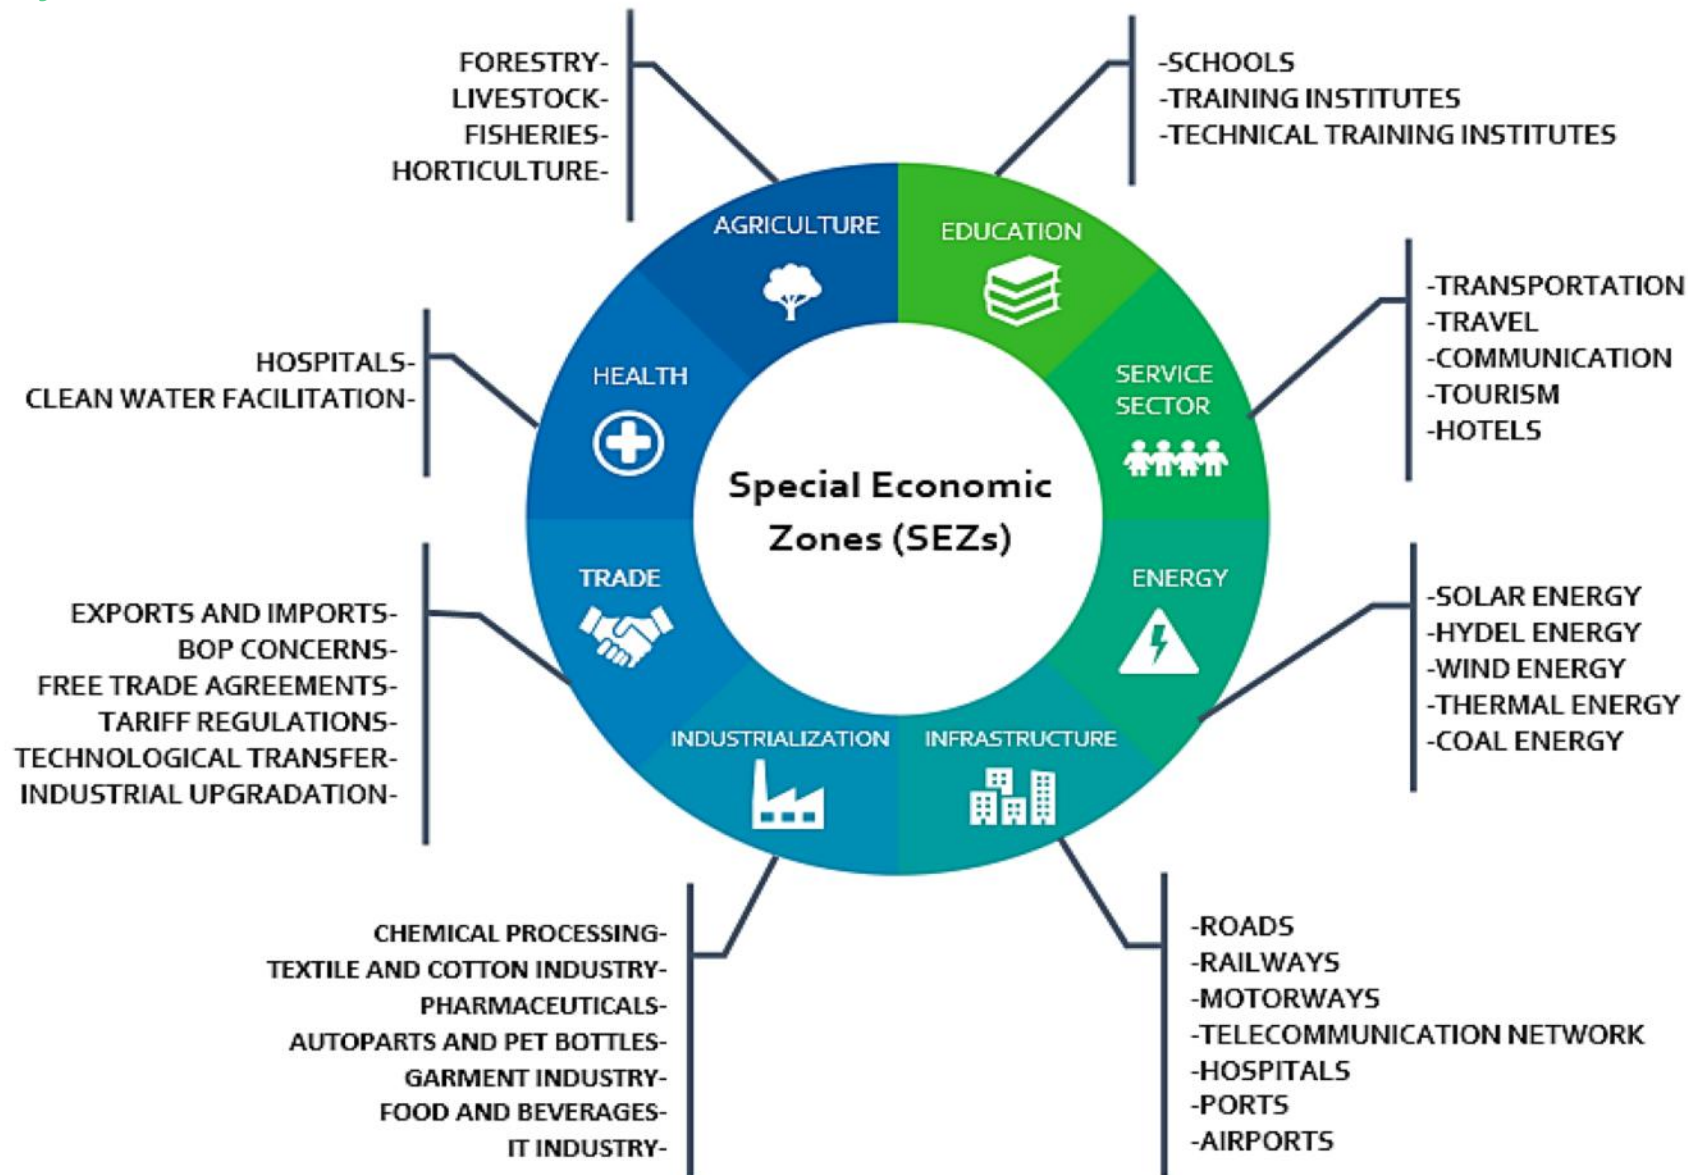 FORESTRY-
LIVESTOCK-
FISHERIES-
HORTICULTURE-
-SCHOOLS
-TRAINING INSTITUTES
-TECHNICAL TRAINING INSTITUTES
AGRICULTURE
EDUCATION
HOSPITALS-
CLEAN WATER FACILITATION-
HEALTH
SERVICE
SECTOR
-TRANSPORTATION
-TRAVEL
-COMMUNICATION
-TOURISM
-HOTELS
Special Economic
Zones (SEZs)
EXPORTS AND IMPORTS-
BOP CONCERNS-
FREE TRADE AGREEMENTS-
TARIFF REGULATIONS-
TECHNOLOGICAL TRANSFER-
INDUSTRIAL UPGRADATION-
TRADE
ENERGY
-SOLAR ENERGY
-HYDEL ENERGY
-WIND ENERGY
-THERMAL ENERGY
-COAL ENERGY
INDUSTRIALIZATION
INFRASTRUCTURE
CHEMICAL PROCESSING-
TEXTILE AND COTTON INDUSTRY-
PHARMACEUTICALS-
AUTOPARTS AND PET BOTTLES-
GARMENT INDUSTRY-
FOOD AND BEVERAGES-
IT INDUSTRY-
-ROADS
-RAILWAYS
-MOTORWAYS
-TELECOMMUNICATION NETWORK
-HOSPITALS
-PORTS
-AIRPORTS